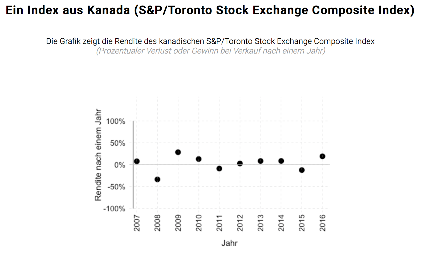 Ein Index aus Kanada (S&P/Toronto Stock Exchange Composite Index)
Die Grafik zeigt die Rendite des kanadischen S&P/Toronto Stock Exchange Composite Index
(Prozentualer Verlust oder Gewinn bei Verkauf nach einem Jahr)
Rendite nach einem Jahr
100%
50%
0%
-50%
-100%
2007 2008 2009 2010 2011 2012 2013 2014 2015 2016
Jahr